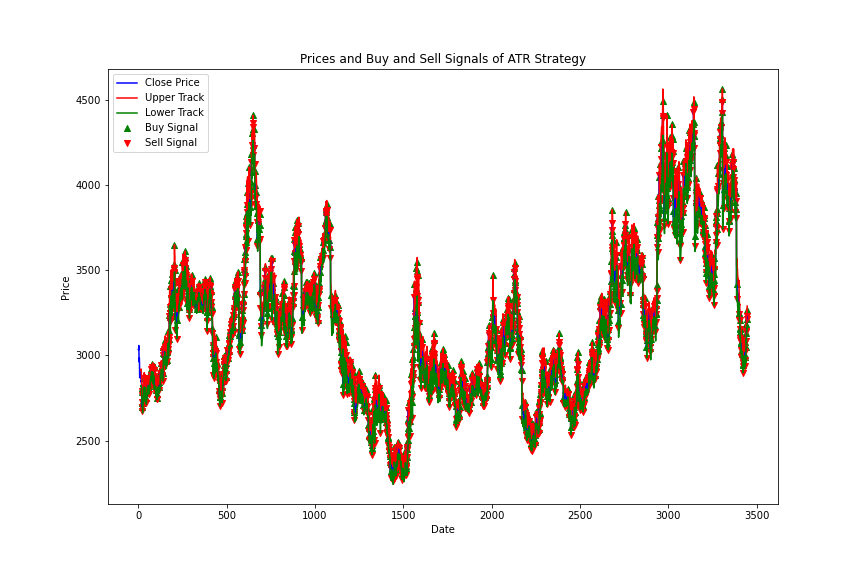 Prices and Buy and Sell Signals of ATR Strategy
Close Price
Upper Track
Lower Track
Buy Signal
Sell Signal
4500
4000
3500
3000
2500
Price
0 500 1000 1500 2000 2500 3000 3500
Date